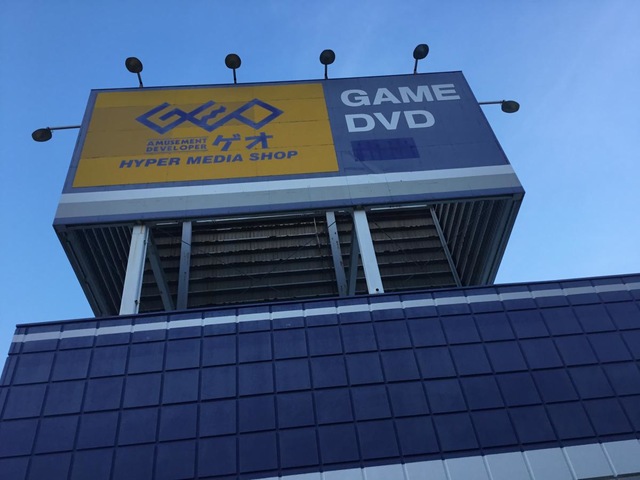 GEO
AMUSEMENT
DEVELOPER
ゲオ
HYPER MEDIA SHOP
GAME
DVD